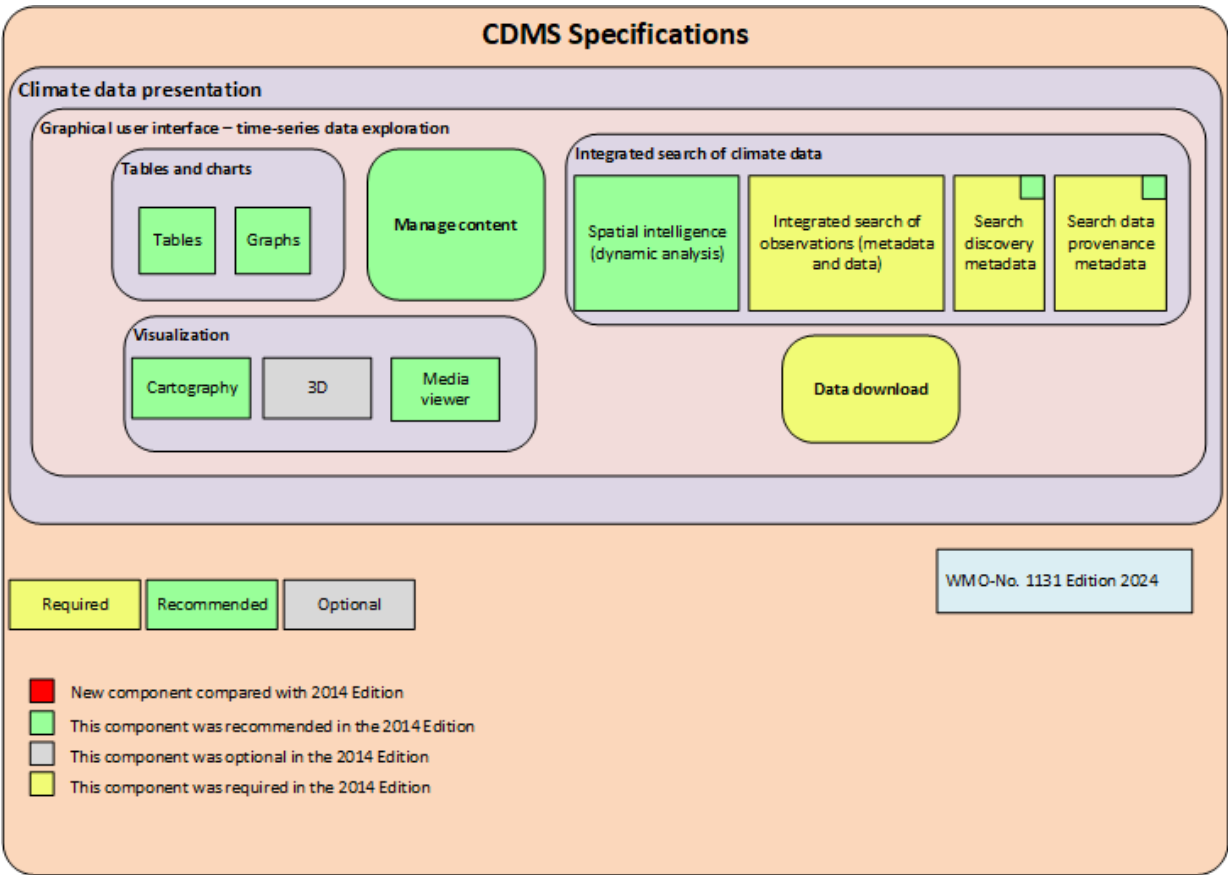 CDMS Specifications
Climate data presentation
Graphical user interface – time-series data exploration
Tables and charts
Tables
Graphs
Manage content
Integrated search of climate data
Spatial intelligence
(dynamic analysis)
Integrated search of
observations (metadata
and data)
Search
discovery
metadata
Search data
provenance
metadata
Visualization
Cartography
3D
Media
viewer
Data download
Required
Recommended
Optional
WMO-No. 1131 Edition 2024
New component compared with 2014 Edition
This component was recommended in the 2014 Edition
This component was optional in the 2014 Edition
This component was required in the 2014 Edition